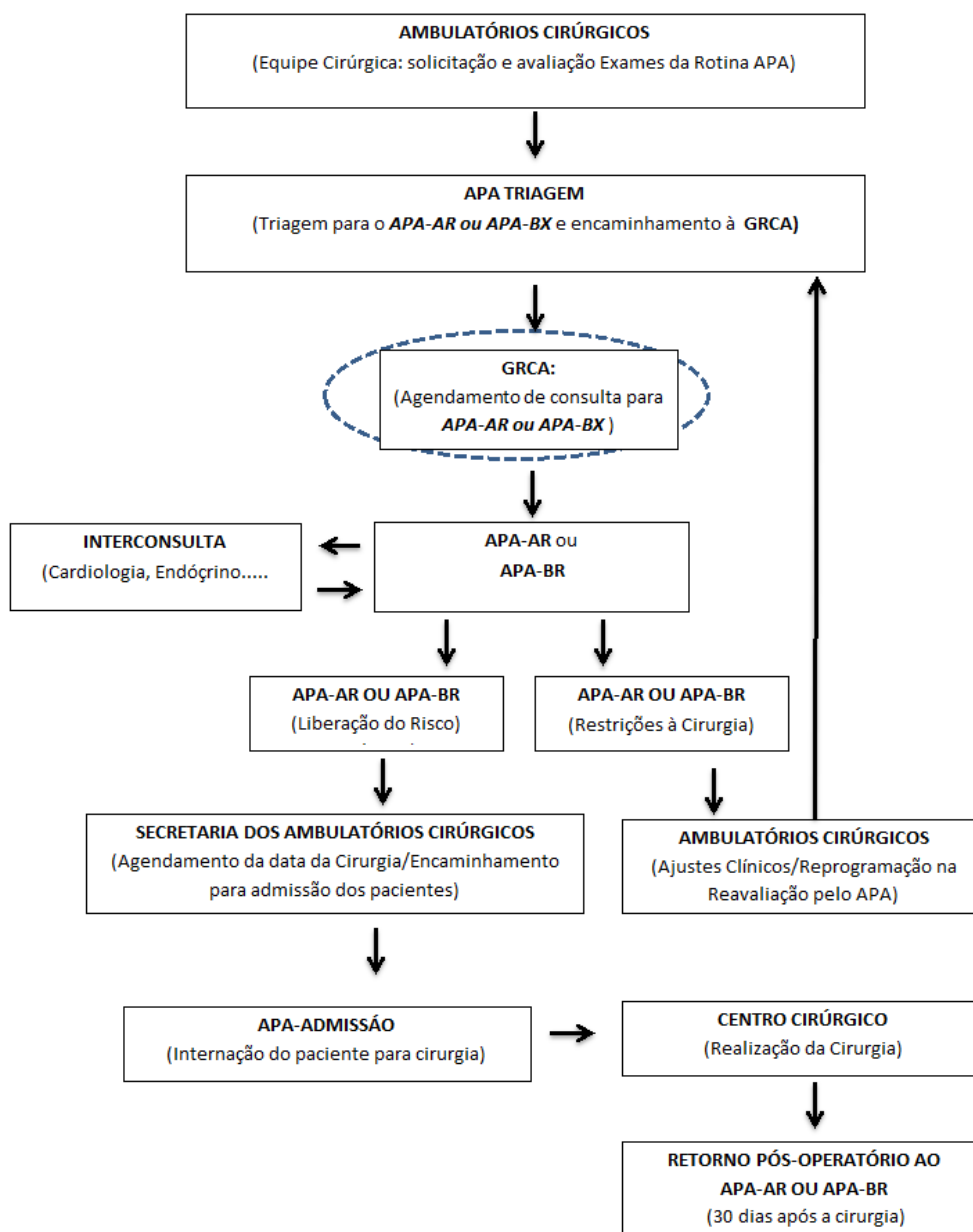 AMBULATÓRIOS CIRÚRGICOS
(Equipe Cirúrgica: solicitação e avaliação Exames da Rotina APA)
APA TRIAGEM
(Triagem para o APA-AR ou APA-BX e encaminhamento à GRCA)
GRCA:
(Agendamento de consulta para
APA-AR ou APA-BX )
INTERCONSULTA
(Cardiologia, Endóçrino.....
APA-AR ou
APA-BR
APA-AR OU APA-BR
(Liberação do Risco)
APA-AR OU APA-BR
(Restrições à Cirurgia)
SECRETARIA DOS AMBULATÓRIOS CIRÚRGICOS
(Agendamento da data da Cirurgia/Encaminhamento
para admissão dos pacientes)
AMBULATÓRIOS CIRÚRGICOS
(Ajustes Clínicos/Reprogramação na
Reavaliação pelo APA)
APA-ADMISSÁO
(Internação do paciente para cirurgia)
CENTRO CIRÚRGICO
(Realização da Cirurgia)
RETORNO PÓS-OPERATÓRIO AO
APA-AR OU APA-BR
(30 dias após a cirurgia)